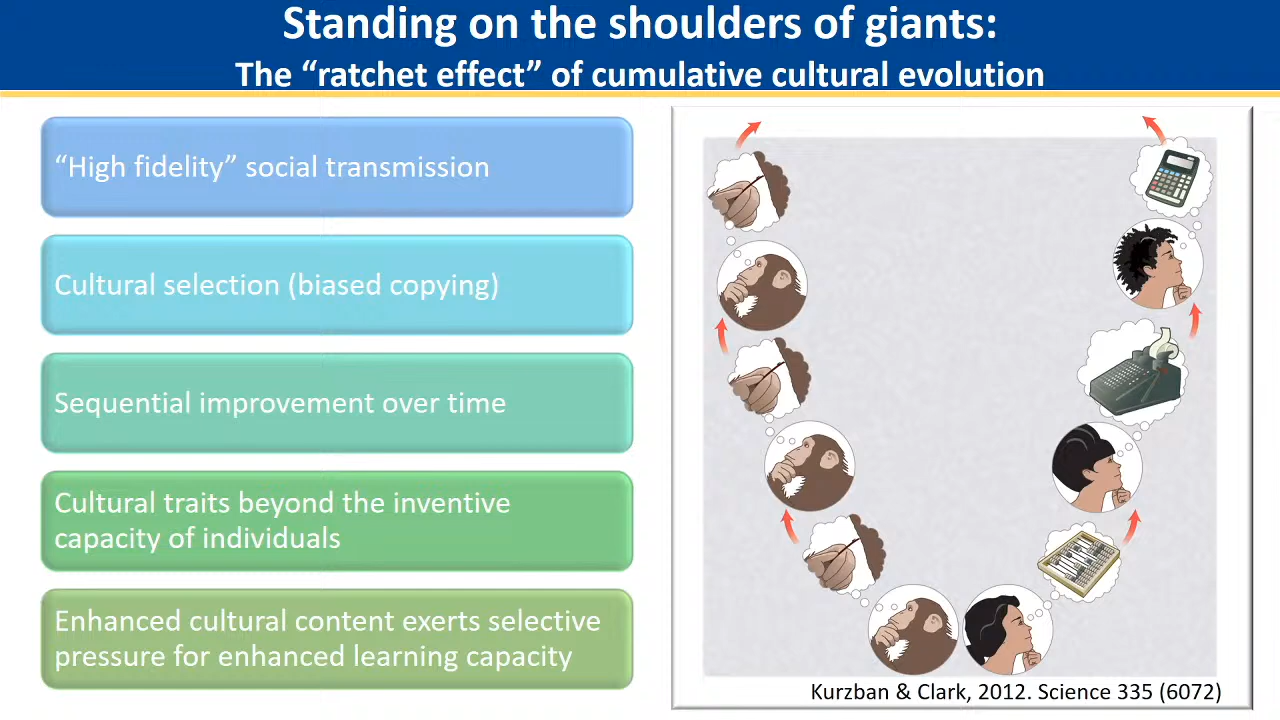 Standing on the shoulders of giants:
The “ratchet effect” of cumulative cultural evolution
“High fidelity” social transmission
Cultural selection (biased copying)
Sequential improvement over time
Cultural traits beyond the inventive
capacity of individuals
Enhanced cultural content exerts selective
pressure for enhanced learning capacity
Kurzban & Clark, 2012. Science 335 (6072)